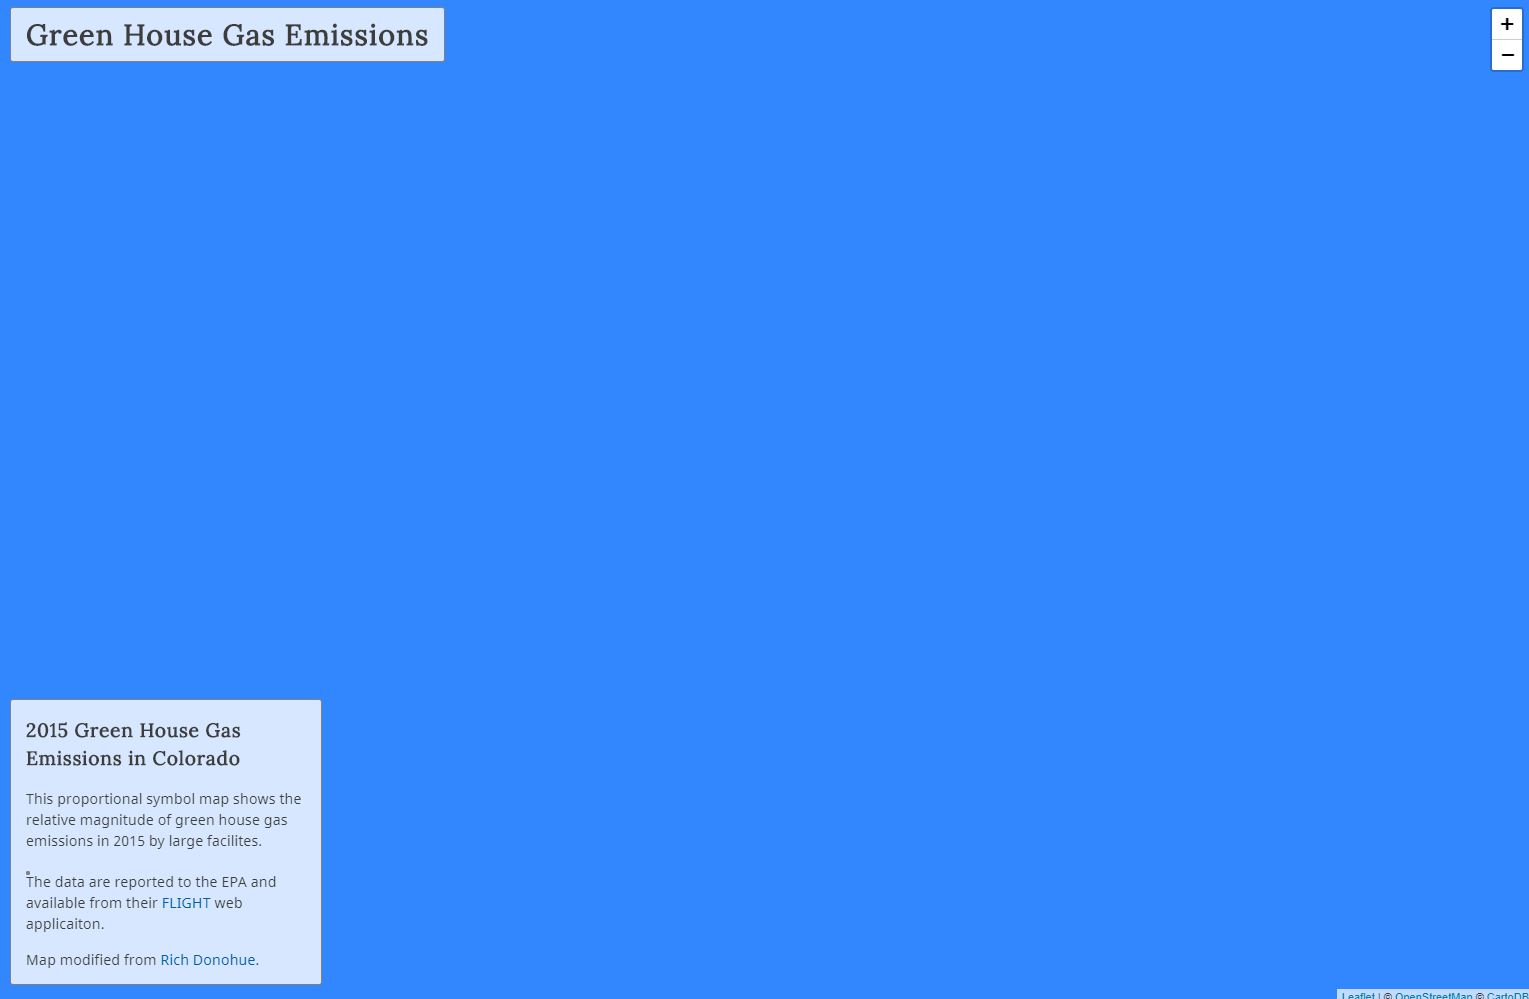 Green House Gas Emissions
+
−
2015 Green House Gas
Emissions in Colorado
This proportional symbol map shows the
relative magnitude of green house gas
emissions in 2015 by large facilites.
The data are reported to the EPA and
available from their FLIGHT web
applicaiton.
Map modified from Rich Donohue.
Leaflet | © OpenStreetMap © CartoDB